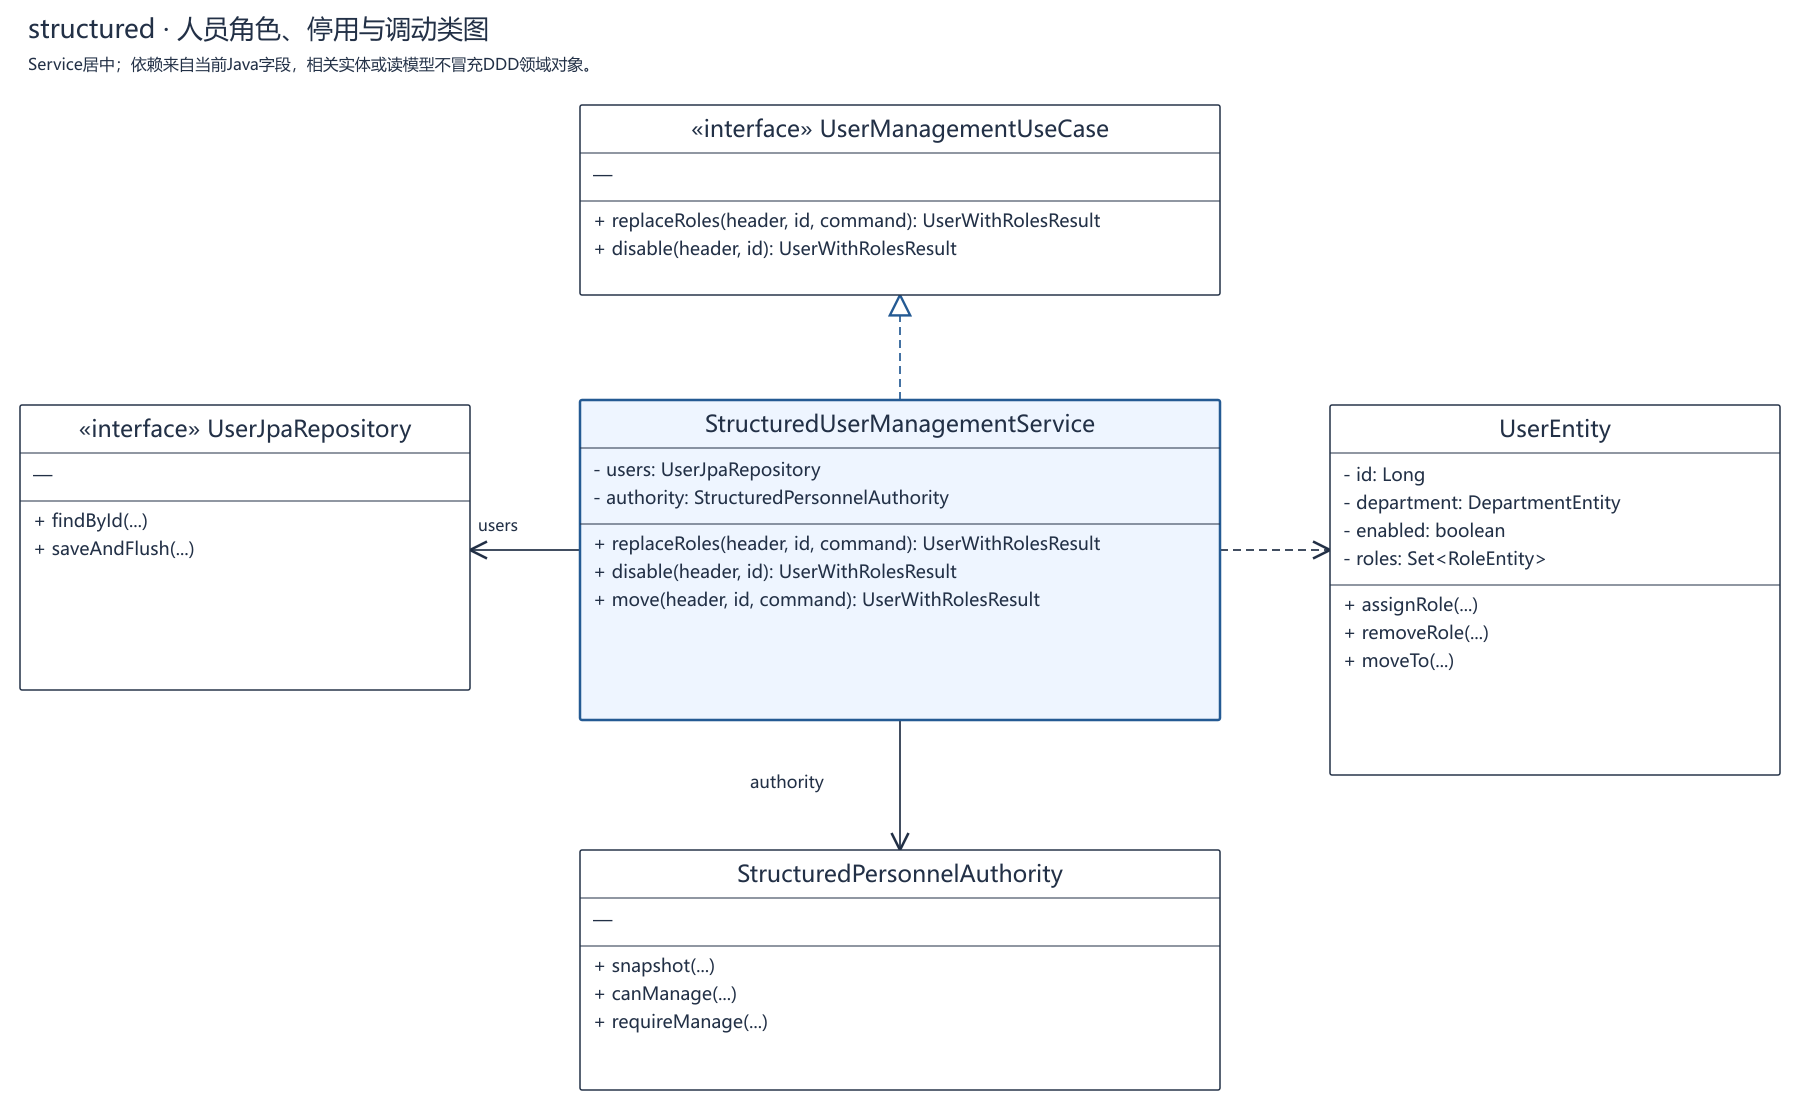 structured · 人员角色、停用与调动类图
Service居中；依赖来自当前Java字段，相关实体或读模型不冒充DDD领域对象。
«interface» UserManagementUseCase
—
+ replaceRoles(header, id, command): UserWithRolesResult
+ disable(header, id): UserWithRolesResult
«interface» UserJpaRepository
—
+ findById(...)
+ saveAndFlush(...)
users
StructuredUserManagementService
- users: UserJpaRepository
- authority: StructuredPersonnelAuthority
+ replaceRoles(header, id, command): UserWithRolesResult
+ disable(header, id): UserWithRolesResult
+ move(header, id, command): UserWithRolesResult
UserEntity
- id: Long
- department: DepartmentEntity
- enabled: boolean
- roles: Set<RoleEntity>
+ assignRole(...)
+ removeRole(...)
+ moveTo(...)
authority
StructuredPersonnelAuthority
—
+ snapshot(...)
+ canManage(...)
+ requireManage(...)